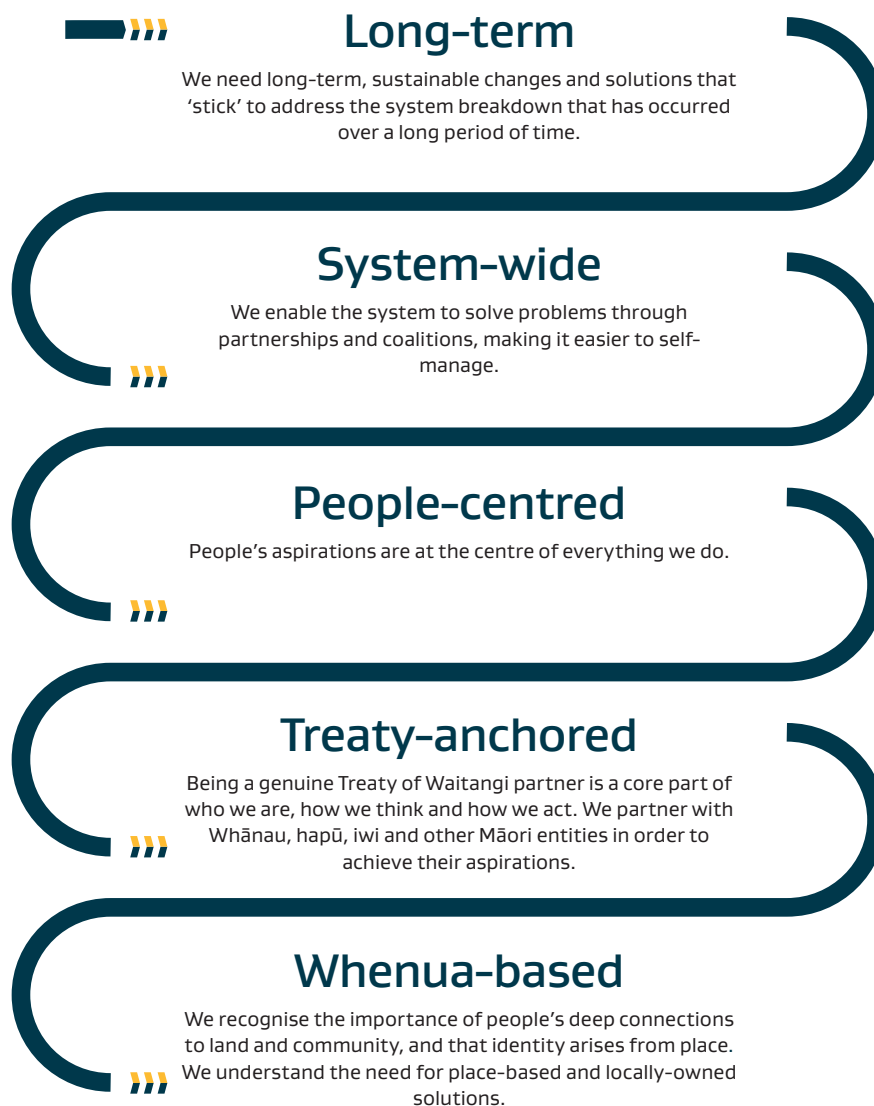 Long-term
We need long-term, sustainable changes and solutions that
‘stick’ to address the system breakdown that has occurred
over a long period of time.
System-wide
We enable the system to solve problems through
partnerships and coalitions, making it easier to self-
manage.
People-centred
People’s aspirations are at the centre of everything we do.
Treaty-anchored
Being a genuine Treaty of Waitangi partner is a core part of
who we are, how we think and how we act. We partner with
Whānau, hapū, iwi and other Māori entities in order to
achieve their aspirations.
Whenua-based
We recognise the importance of people’s deep connections
to land and community, and that identity arises from place.
We understand the need for place-based and locally-owned
solutions.